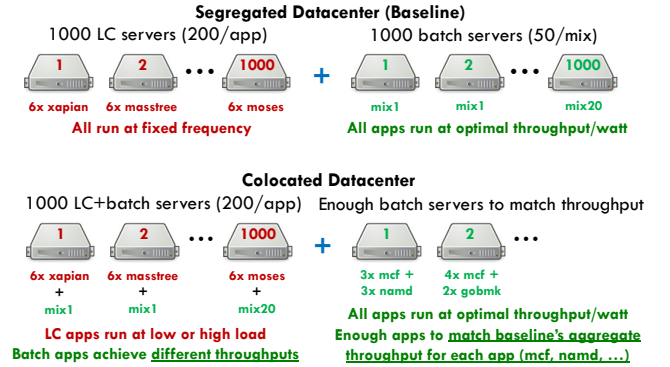 Segregated Datacenter (Baseline)
1000 LC servers (200/app)
1000 batch servers (50/mix)
1 2 ••• 1000 + 1 2 ••• 1000
6x xapian 6x masstree 6x moses mix1 mix1 mix20
All run at fixed frequency
All apps run at optimal throughput/watt
Colocated Datacenter
1000 LC+batch servers (200/app)
Enough batch servers to match throughput
1 2 ••• 1000 + 1 2 •••
6x xapian 6x masstree 6x moses
+ + +
mix1 mix1 mix20
LC apps run at low or high load
Batch apps achieve different throughputs
3x mcf + 4x mcf +
3x namd 2x gobmk
All apps run at optimal throughput/watt
Enough apps to match baseline's aggregate
throughput for each app (mcf, namd, ...)